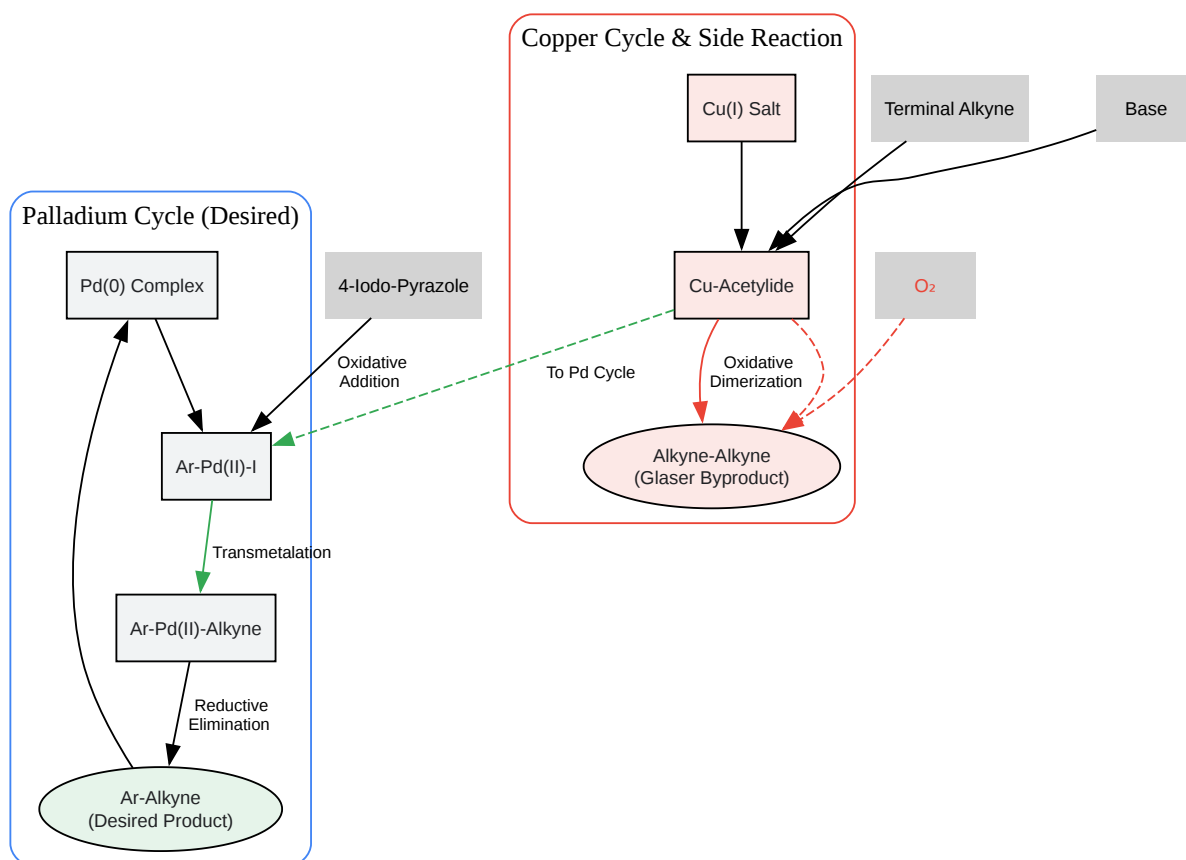 Copper Cycle & Side Reaction
Cu(I) Salt
Terminal Alkyne
Base
Palladium Cycle (Desired)
Pd(0) Complex
4-Iodo-Pyrazole
Cu-Acetylide
O₂
Oxidative
Addition
To Pd Cycle
Oxidative
Dimerization
Ar-Pd(II)-I
Alkyne-Alkyne
(Glaser Byproduct)
Transmetalation
Ar-Pd(II)-Alkyne
Reductive
Elimination
Ar-Alkyne
(Desired Product)